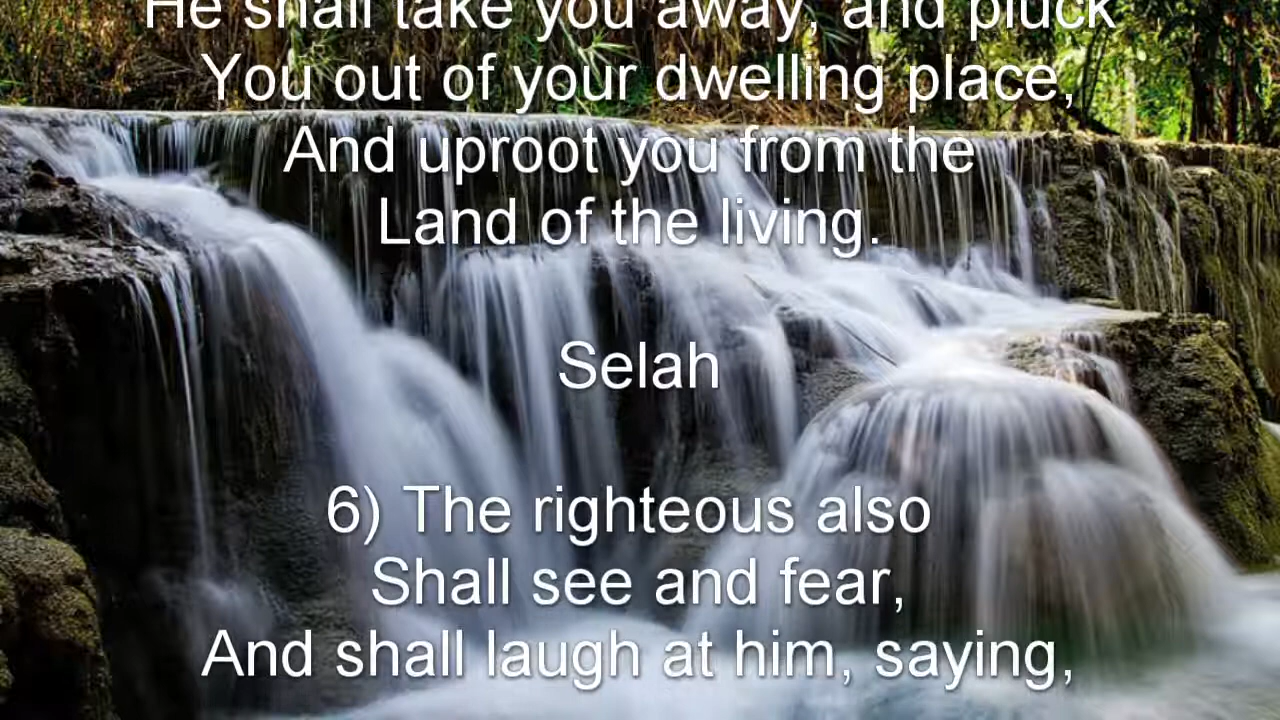 He shall take you away, and pluck
You out of your dwelling place,
And uproot you from the
Land of the living.
Selah
6) The righteous also
Shall see and fear,
And shall laugh at him, saying,